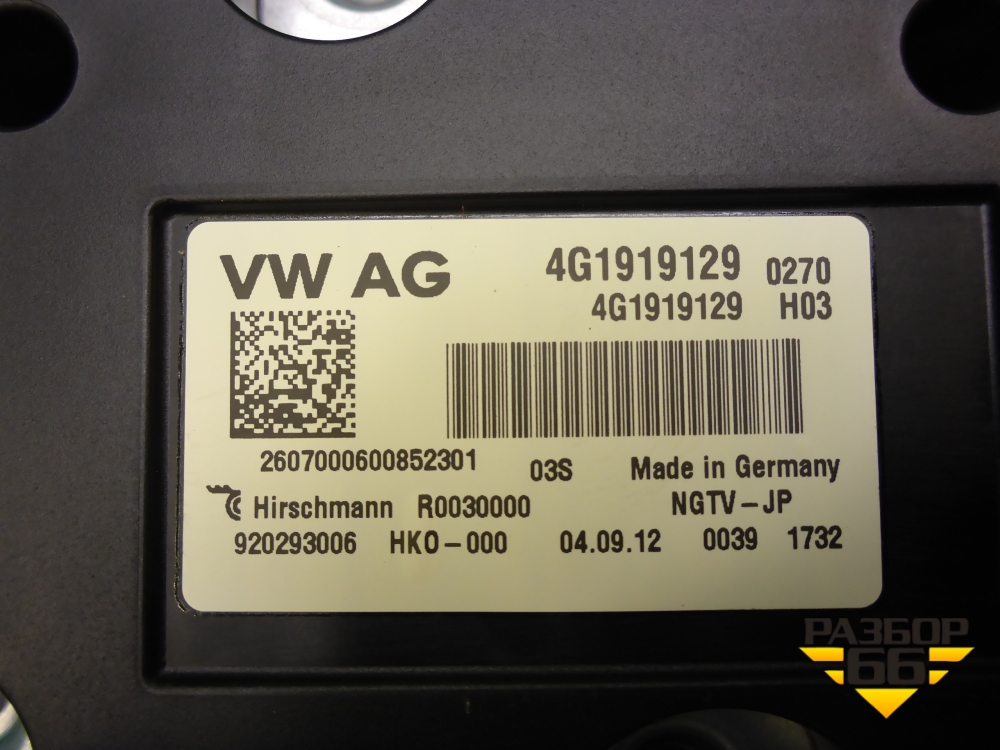 VW AG 4G1919129 0270
4G1919129 H03
2607000600852301 03S Made in Germany
Hirschmann R0030000 NGTV-JP
920293006 HKO-000 04.09.12 0039 1732
РАЗБОР
66